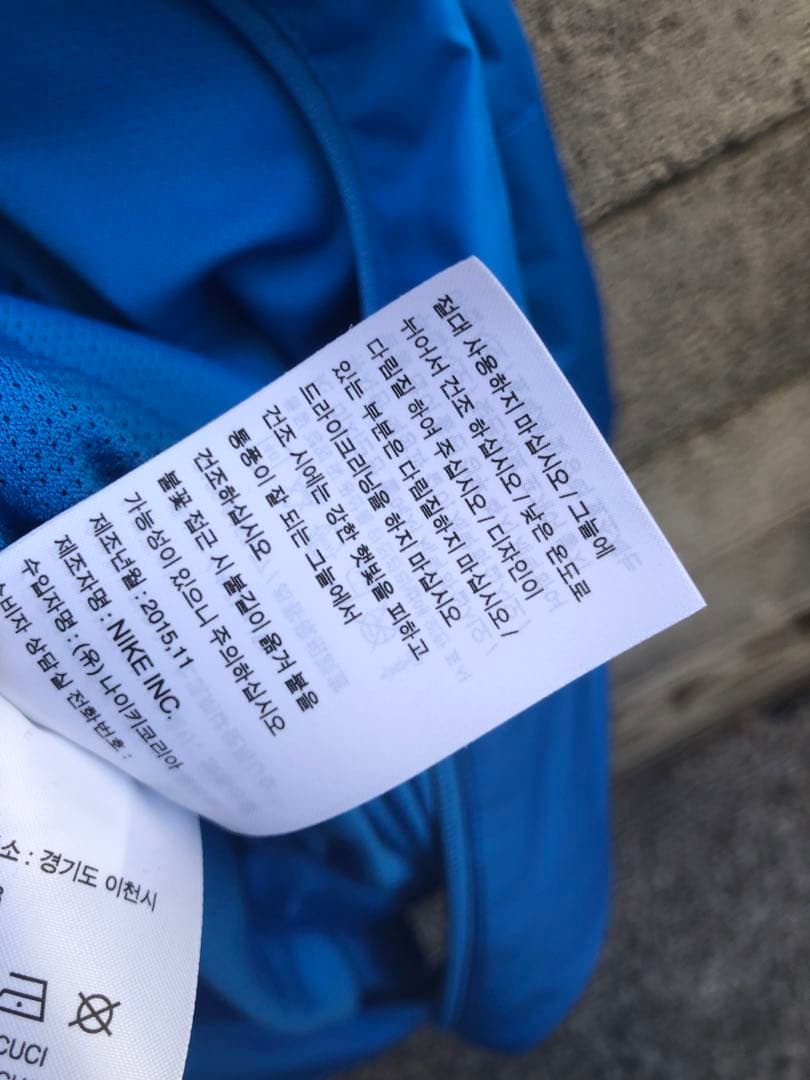 절대 사용하지 마십시오/그늘에
뉘어서 건조 하십시오/낮은 온도로
다림질 하여 주십시오/디자인이
있는 부분은 다림질하지 마십시오/
드라이크리닝을 하지 마십시오
건조 시에는 강한 햇빛을 피하고
통풍이 잘 되는 그늘에서
건조하십시오
불꽃 접근 시 불길이 옮겨 붙을
가능성이 있으니 주의하십시오
제조년월 : 2015.11
제조자명 : NIKE INC.
수입자명 : (유) 나이키코리아
소비자 상담실 전화번호 :
소 : 경기도 이천시
CUCI